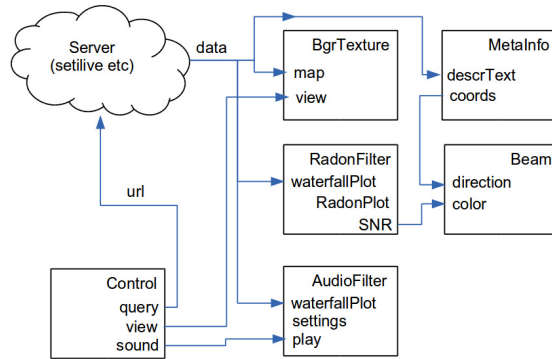 Server
(setilive etc)
data
url
BgrTexture
map
view
MetaInfo
descrText
coords
RadonFilter
waterfallPlot
RadonPlot
SNR
Beam
direction
color
Control
query
view
sound
AudioFilter
waterfallPlot
settings
play